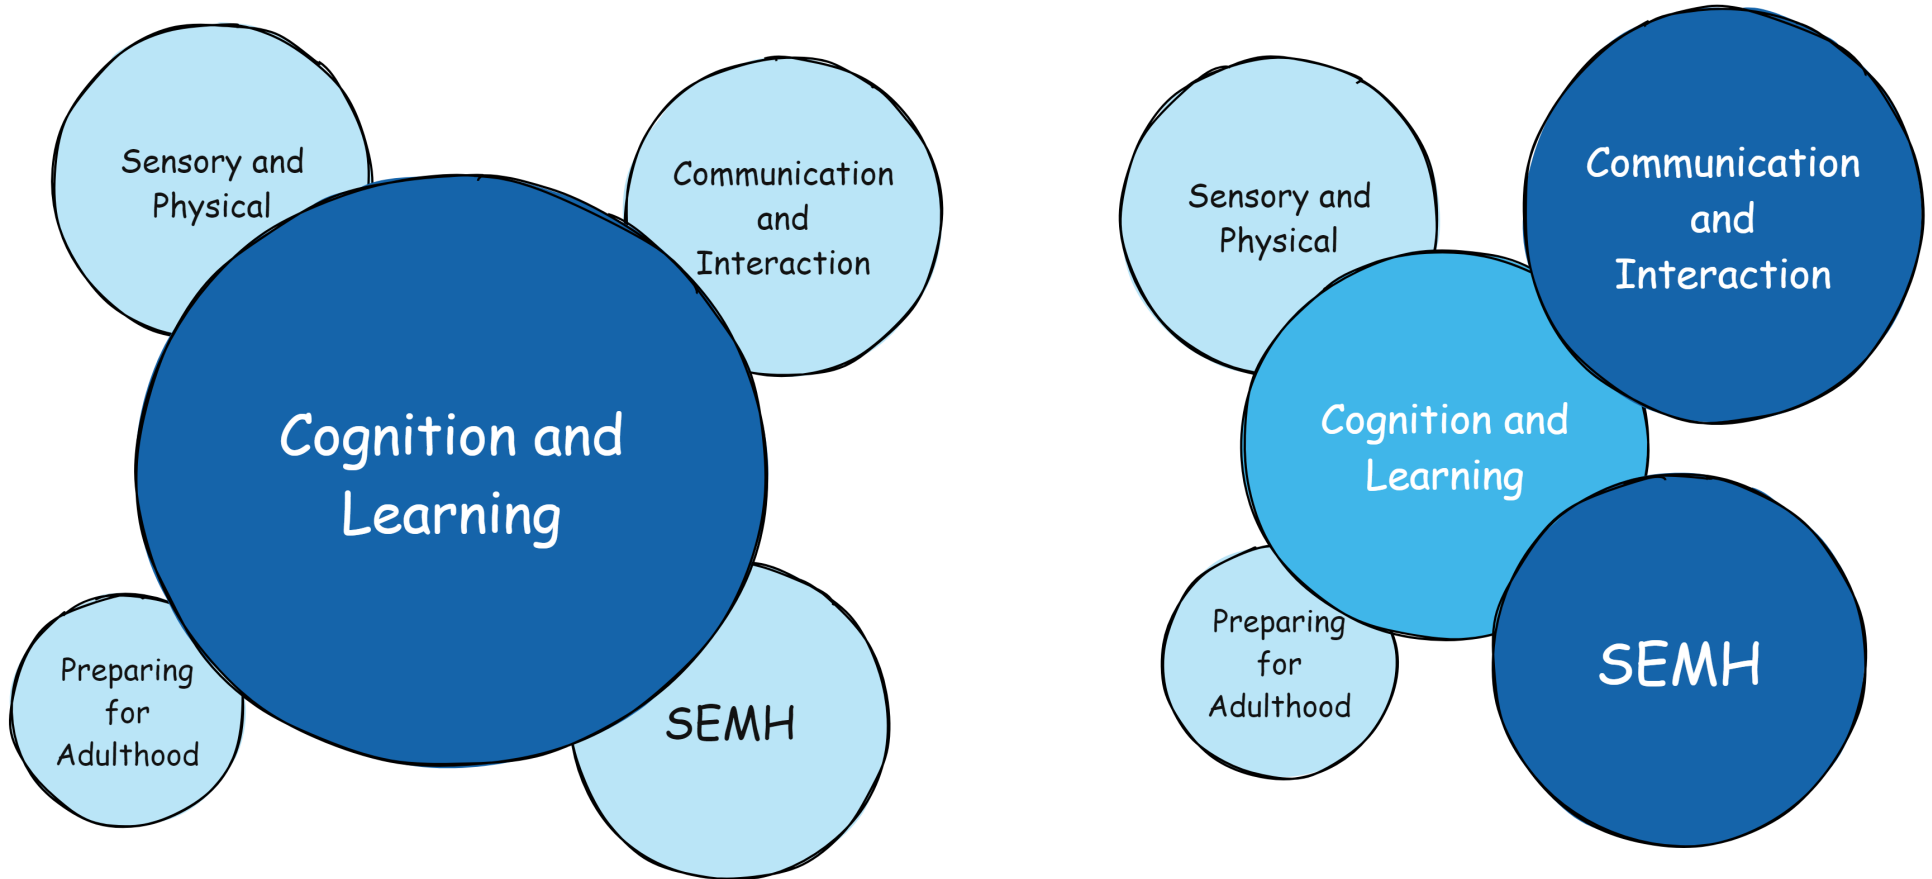 Sensory and
Physical
Communication
and
Interaction
Cognition and
Learning
Preparing
for
Adulthood
SEMH
Sensory and
Physical
Communication
and
Interaction
Cognition and
Learning
Preparing
for
Adulthood
SEMH